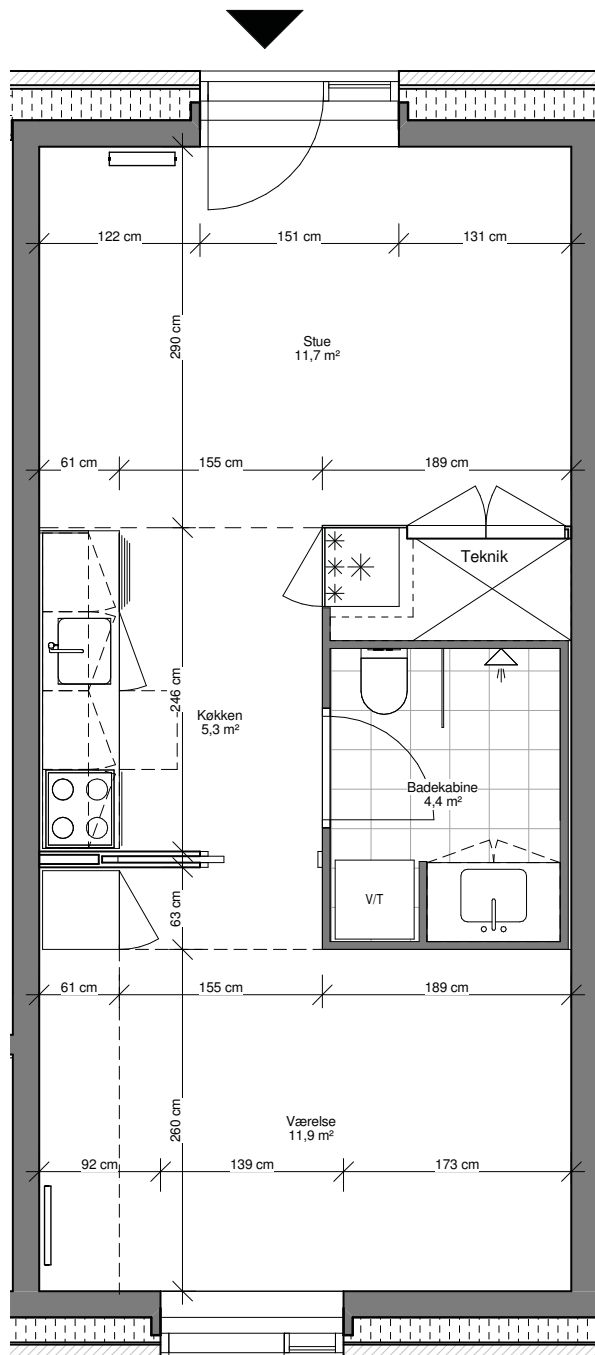 122 cm
151 cm
131 cm
290 cm
Stue
11,7 m²
61 cm
155 cm
189 cm
Teknik
246 cm
Køkken
5,3 m²
Badekabine
4,4 m²
V/T
63 cm
61 cm
155 cm
189 cm
260 cm
Værelse
11,9 m²
92 cm
139 cm
173 cm